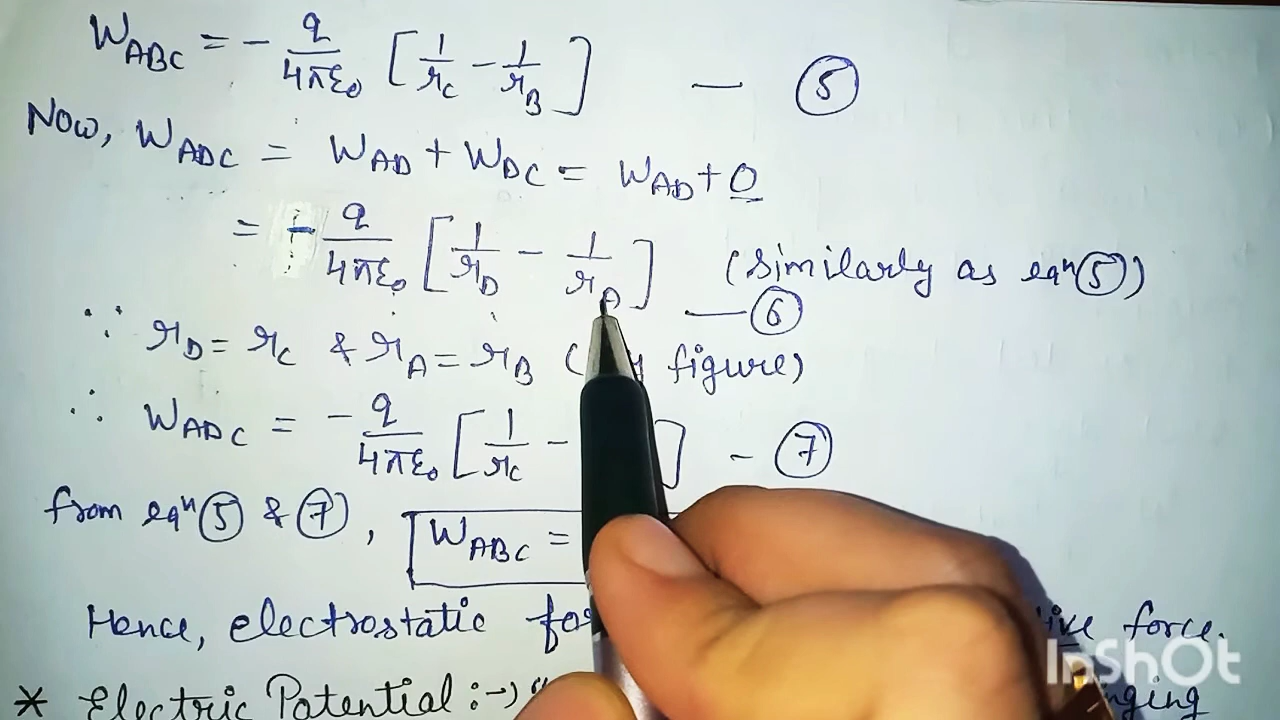 W_ABC = - q/4πε₀ [1/r_C - 1/r_B] — ⑤
Now, W_ADC = W_AD + W_DC = W_AD + 0
= - q/4πε₀ [1/r_D - 1/r_A] (Similarly as eqⁿ ⑤) — ⑥
∵ r_D = r_C & r_A = r_B ( figure)
∴ W_ADC = - q/4πε₀ [1/r_C - ] - ⑦
from eqⁿ ⑤ & ⑦, W_ABC =
Hence, electrostatic force.
* Electric Potential :→ "
InShOt